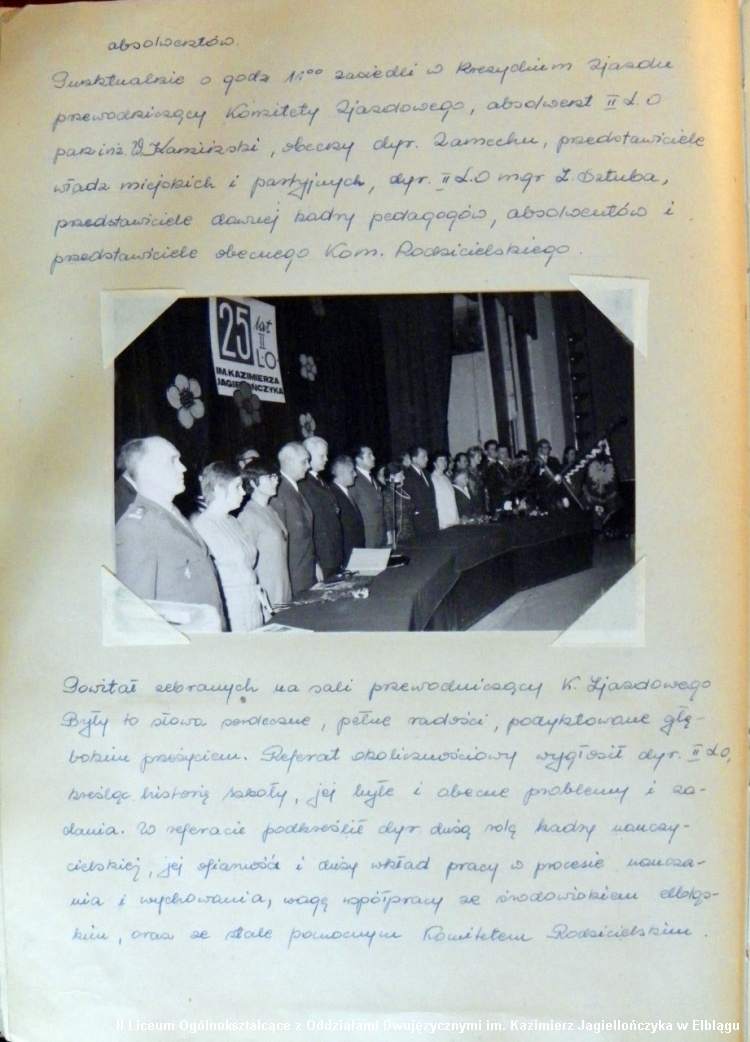 absolwentów.
Punktualnie o godz 11⁰⁰ zasiedli w Prezydium Zjazdu
przewodniczący Komitetu Zjazdowego, absolwent II L.O
pan inż. W. Kamiński, obecny dyr. Zamechu, przedstawiciele
władz miejskich i partyjnych, dyr. II L.O mgr Z. Dziuba,
przedstawiciele dawnej kadry pedagogów, absolwentów i
przedstawiciele obecnego Kom. Rodzicielskiego.
25 lat
II
L.O.
IM. KAZIMIERZA
JAGIELLOŃCZYKA
Powitał zebranych na sali przewodniczący K. Zjazdowego
Były to słowa serdeczne, pełne radości, podyktowane głę-
bokim przeżyciem. Referat okolicznościowy wygłosił dyr. II L.O,
kreśląc historię szkoły, jej byłe i obecne problemy i za-
dania. W referacie podkreślił dyr. dużą rolę kadry nauczy-
cielskiej, jej ofiarność i duży wkład pracy w procesie naucza-
nia i wychowania, wagę współpracy ze środowiskiem elbląs-
kim, oraz ze stale pomocnym Komitetem Rodzicielskim.
II Liceum Ogólnokształcące z Oddziałami Dwujęzycznymi im. Kazimierz Jagiellończyka w Elblągu